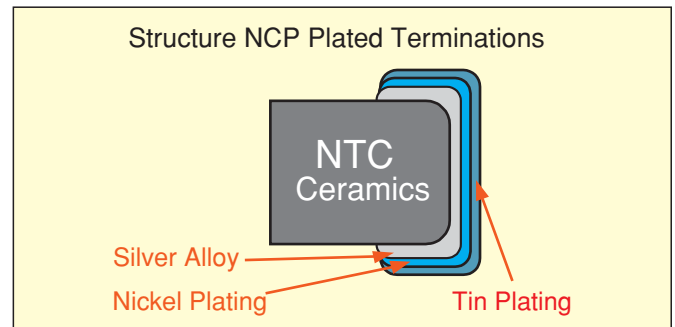 Structure NCP Plated Terminations
NTC
Ceramics
Silver Alloy
Nickel Plating
Tin Plating